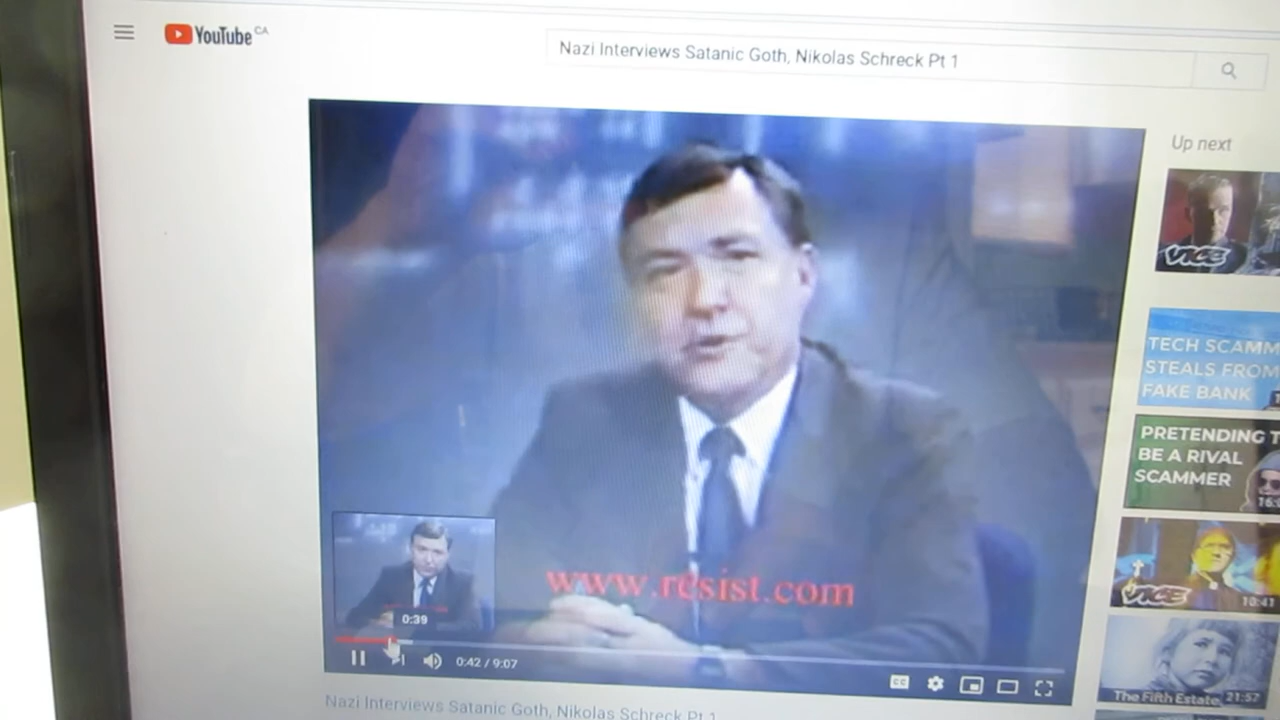 YouTube CA
Nazi Interviews Satanic Goth, Nikolas Schreck Pt 1
Up next
VICE
TECH SCAMM
STEALS FROM
FAKE BANK
PRETENDING T
BE A RIVAL
SCAMMER
16:
VICE
10:41
The Fifth Estate 21:57
www.resist.com
0:39
0:42 / 9:07
CC
Nazi Interviews Satanic Goth, Nikolas Schreck Pt 1